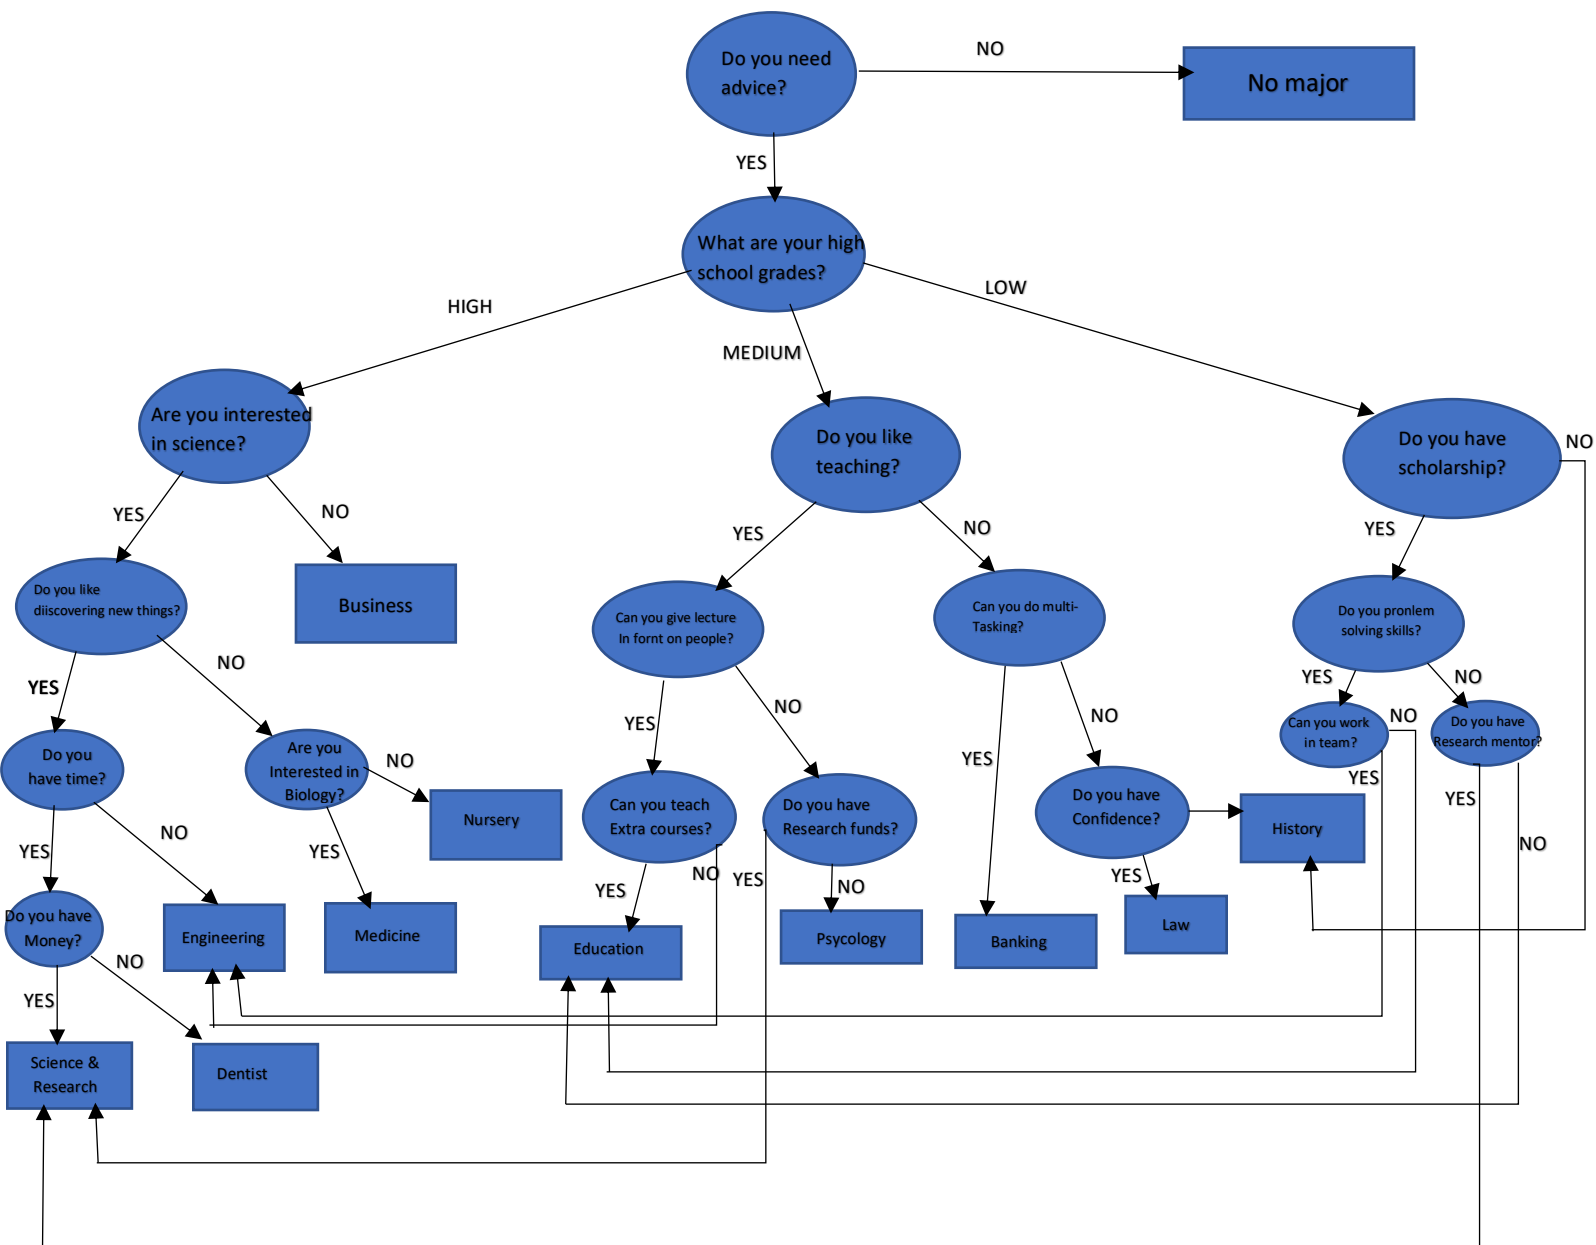 Do you need
advice?
NO
No major
YES
What are your high
school grades?
HIGH
MEDIUM
LOW
Are you interested
in science?
Do you like
teaching?
Do you have
scholarship?
NO
YES
NO
YES
NO
YES
Do you like
diiscovering new things?
Business
Can you give lecture
In fornt on people?
Can you do multi-
Tasking?
Do you pronlem
solving skills?
YES
NO
YES
NO
YES
NO
YES
NO
Do you
have time?
Are you
Interested in
Biology?
NO
Nursery
Can you teach
Extra courses?
Do you have
Research funds?
Do you have
Confidence?
History
Can you work
in team?
NO
YES
Do you have
Research mentor?
YES
NO
YES
NO
YES
YES
NO
YES
NO
YES
Do you have
Money?
Engineering
Medicine
Education
Psycology
Banking
Law
YES
NO
Science &
Research
Dentist